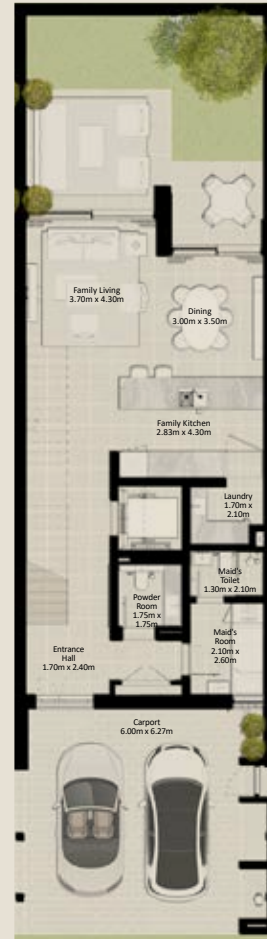 Family Living
3.70m x 4.30m
Dining
3.00m x 3.50m
Family Kitchen
2.83m x 4.30m
Laundry
1.70m x
2.10m
Maid's
Toilet
1.30m x 2.10m
Powder
Room
1.75m x
1.75m
Maid's
Room
2.10m x
2.60m
Entrance
Hall
1.70m x 2.40m
Carport
6.00m x 6.27m